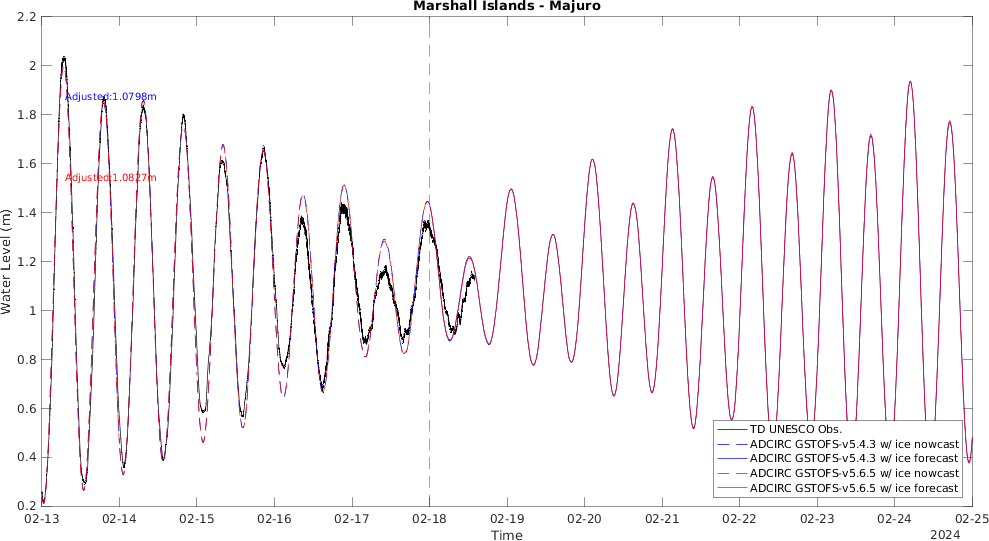 Marshall Islands - Majuro
2.2
2
1.8
1.6
1.4
1.2
1
0.8
0.6
0.4
0.2
Water Level (m)
Adjusted:1.0798m
Adjusted:1.0827m
TD UNESCO Obs.
ADCIRC GSTOFS-v5.4.3 w/ ice nowcast
ADCIRC GSTOFS-v5.4.3 w/ ice forecast
ADCIRC GSTOFS-v5.6.5 w/ ice nowcast
ADCIRC GSTOFS-v5.6.5 w/ ice forecast
02-13 02-14 02-15 02-16 02-17 02-18 02-19 02-20 02-21 02-22 02-23 02-24 02-25
Time
2024